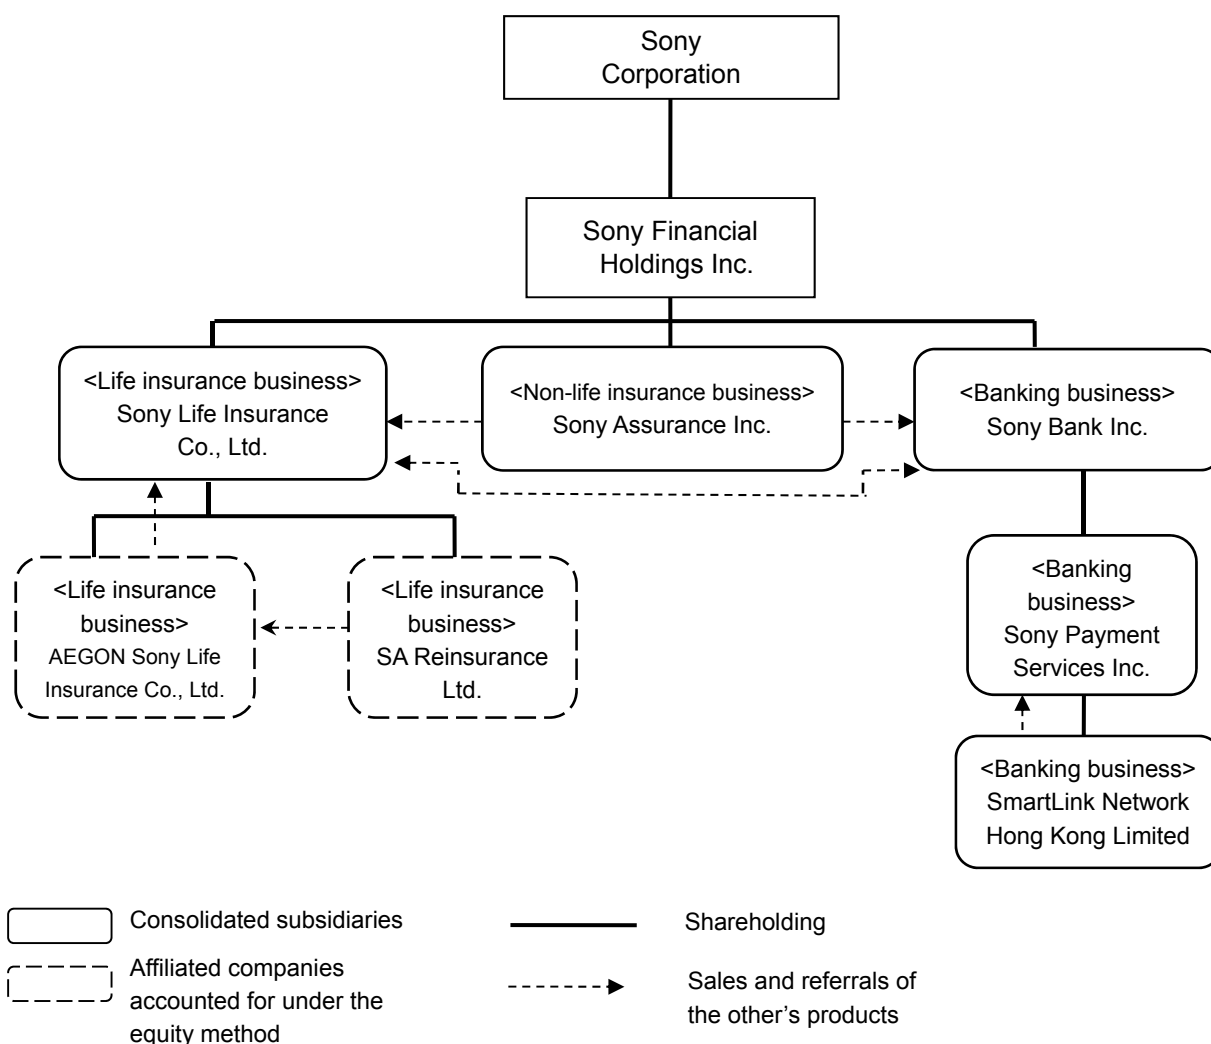 Sony
Corporation
Sony Financial
Holdings Inc.
<Life insurance business>
Sony Life Insurance
Co., Ltd.
<Non-life insurance business>
Sony Assurance Inc.
<Banking business>
Sony Bank Inc.
<Life insurance
business>
AEGON Sony Life
Insurance Co., Ltd.
<Life insurance
business>
SA Reinsurance
Ltd.
<Banking
business>
Sony Payment
Services Inc.
<Banking business>
SmartLink Network
Hong Kong Limited
Consolidated subsidiaries
Shareholding
Affiliated companies
accounted for under the
equity method
Sales and referrals of
the other’s products